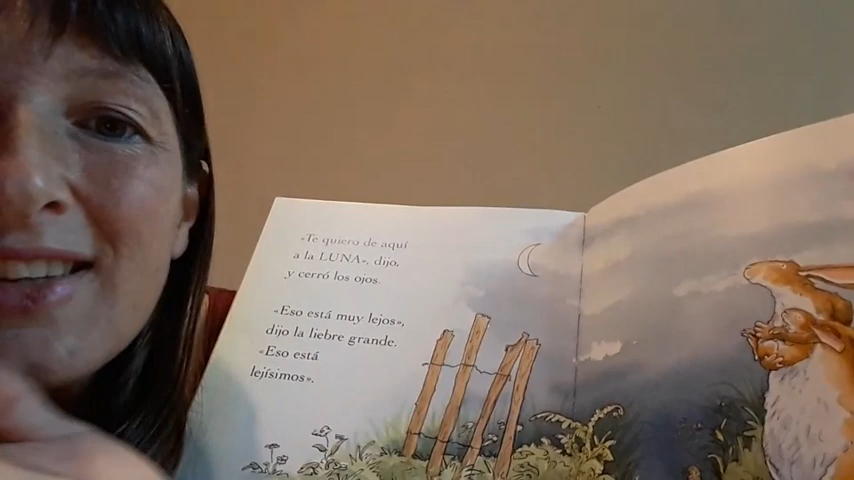 «Te quiero de aquí
a la LUNA», dijo,
y cerró los ojos.
«Eso está muy lejos»,
dijo la liebre grande.
«Eso está
lejísimos».